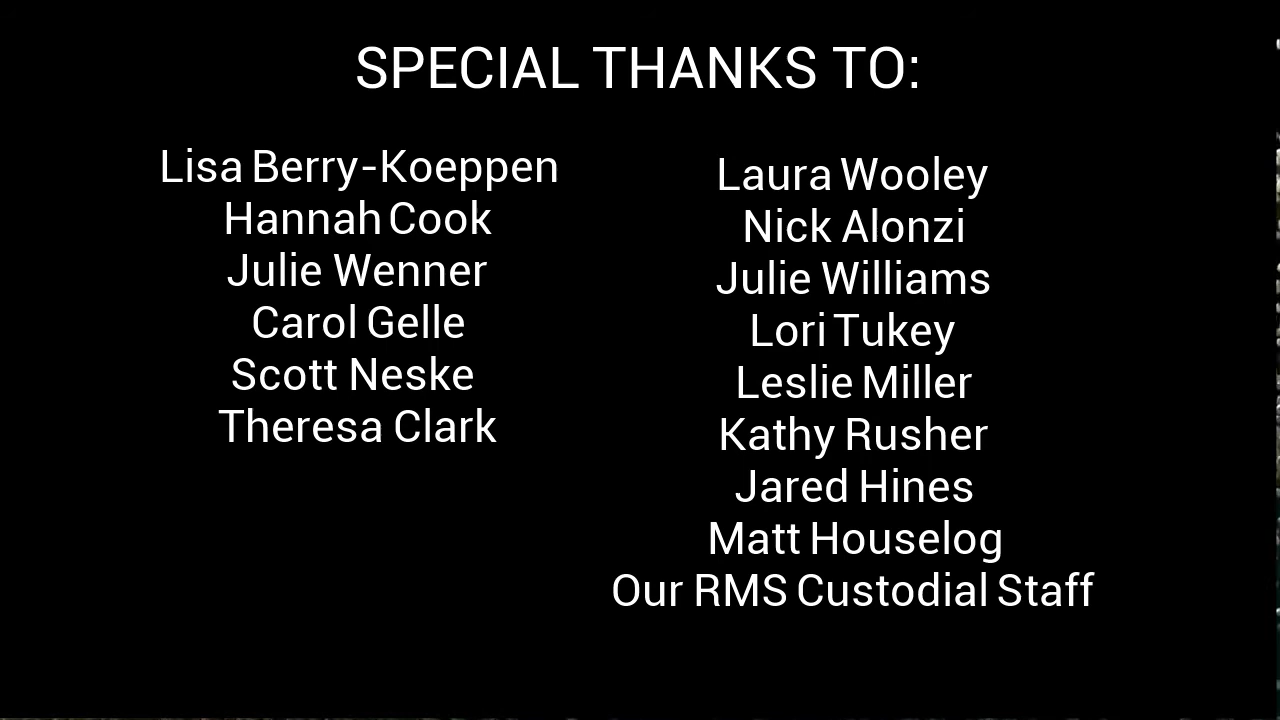 SPECIAL THANKS TO:
Lisa Berry-Koeppen
Hannah Cook
Julie Wenner
Carol Gelle
Scott Neske
Theresa Clark
Laura Wooley
Nick Alonzi
Julie Williams
Lori Tukey
Leslie Miller
Kathy Rusher
Jared Hines
Matt Houselog
Our RMS Custodial Staff